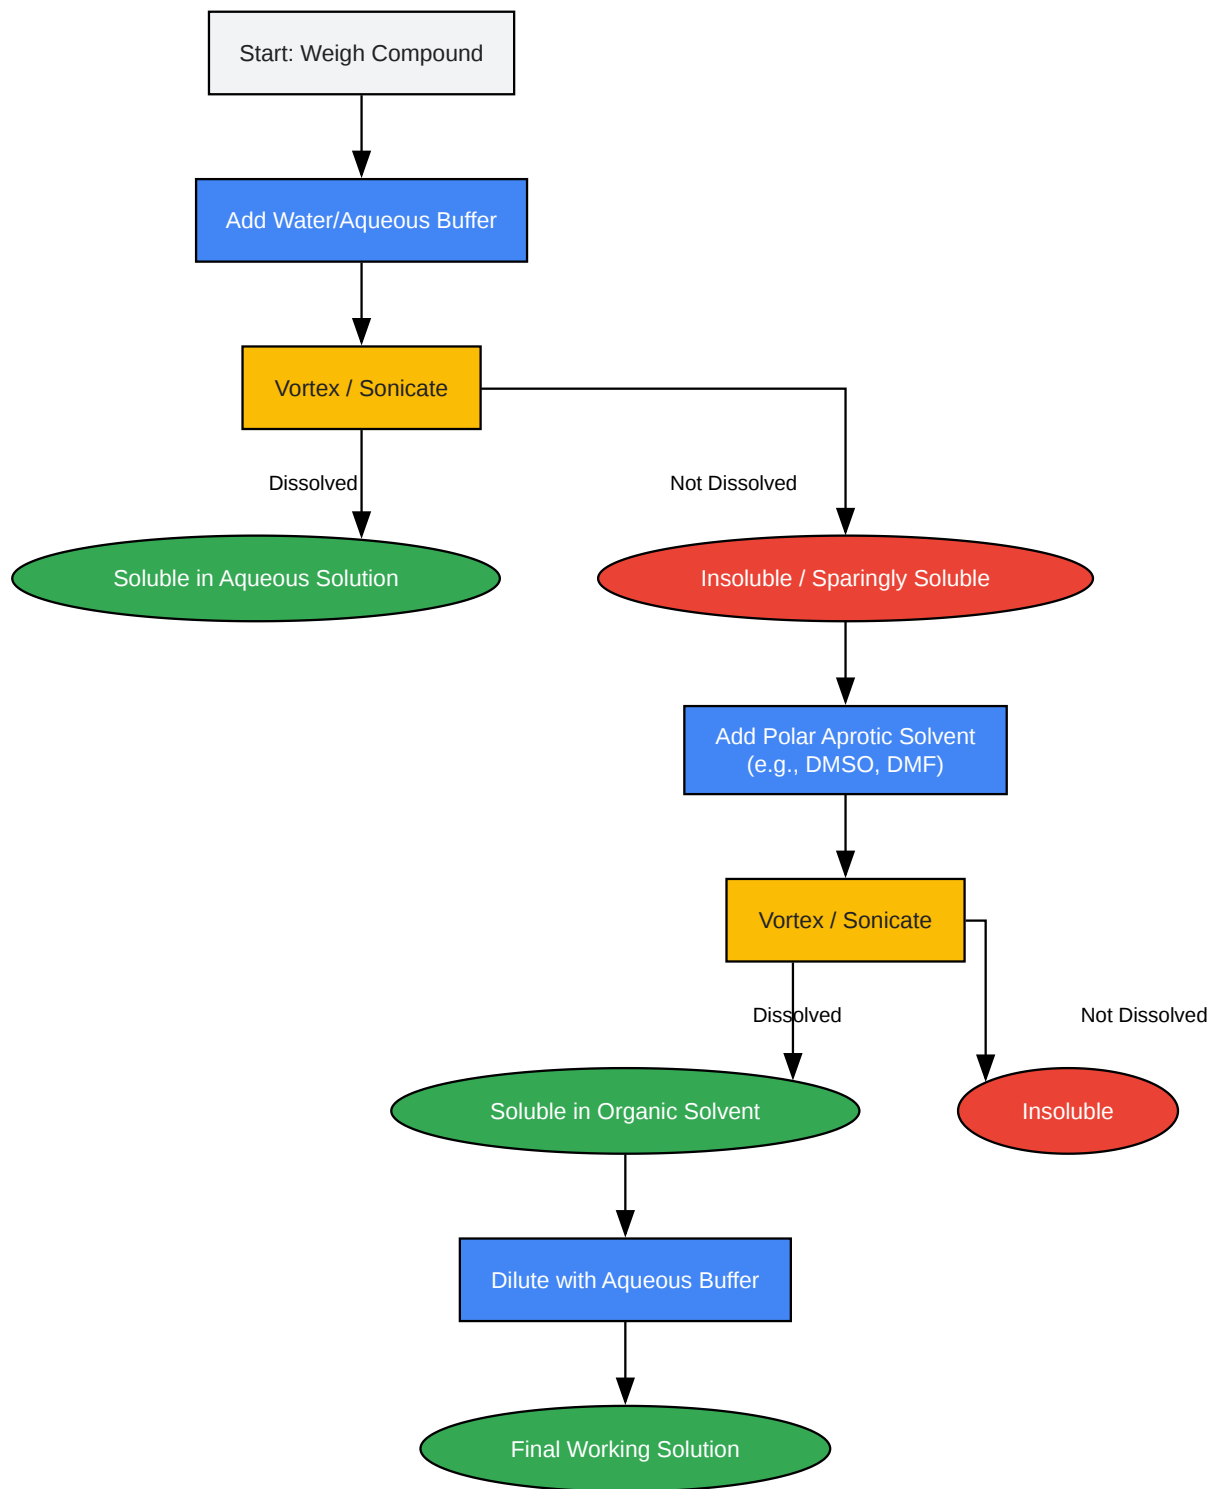 Start: Weigh Compound
Add Water/Aqueous Buffer
Vortex / Sonicate
Dissolved
Not Dissolved
Soluble in Aqueous Solution
Insoluble / Sparingly Soluble
Add Polar Aprotic Solvent
(e.g., DMSO, DMF)
Vortex / Sonicate
Dissolved
Not Dissolved
Soluble in Organic Solvent
Insoluble
Dilute with Aqueous Buffer
Final Working Solution